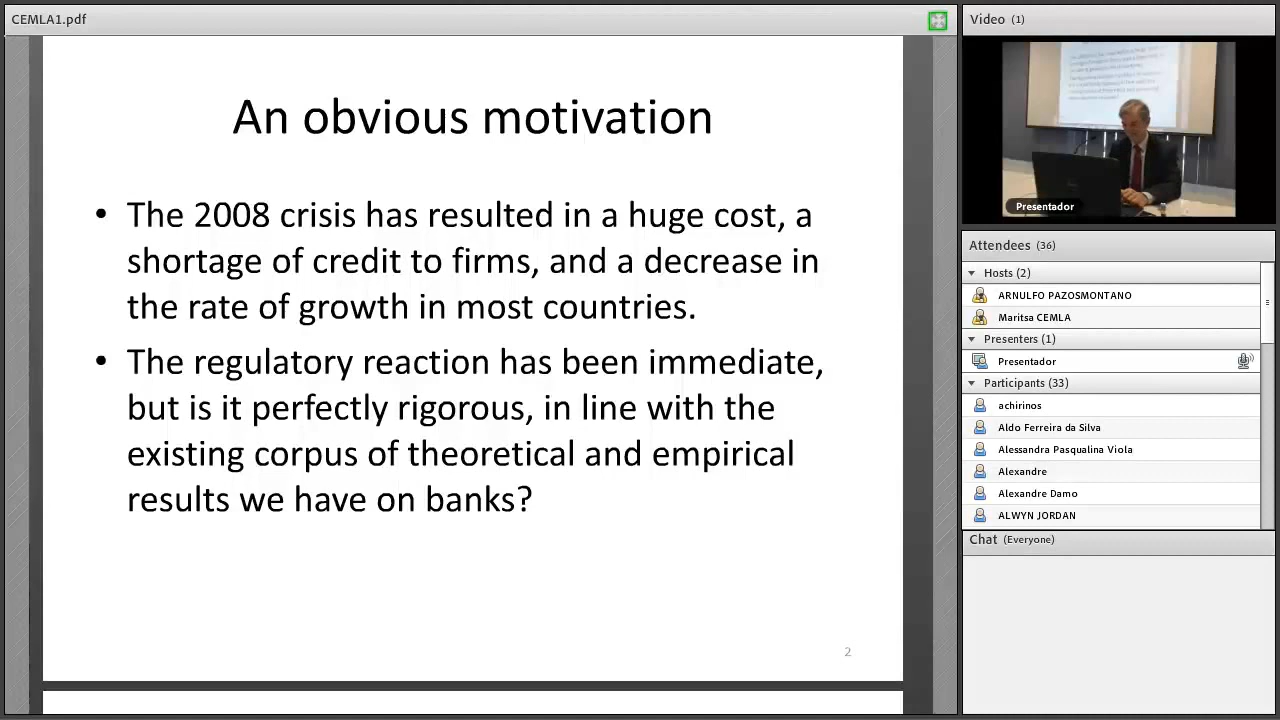 CEMLA1.pdf
An obvious motivation
• The 2008 crisis has resulted in a huge cost, a
shortage of credit to firms, and a decrease in
the rate of growth in most countries.
• The regulatory reaction has been immediate,
but is it perfectly rigorous, in line with the
existing corpus of theoretical and empirical
results we have on banks?
2
Video (1)
Presentador
Attendees (36)
Hosts (2)
ARNULFO PAZOSMONTANO
Maritsa CEMLA
Presenters (1)
Presentador
Participants (33)
achirinos
Aldo Ferreira da Silva
Alessandra Pasqualina Viola
Alexandre
Alexandre Damo
ALWYN JORDAN
Chat (Everyone)